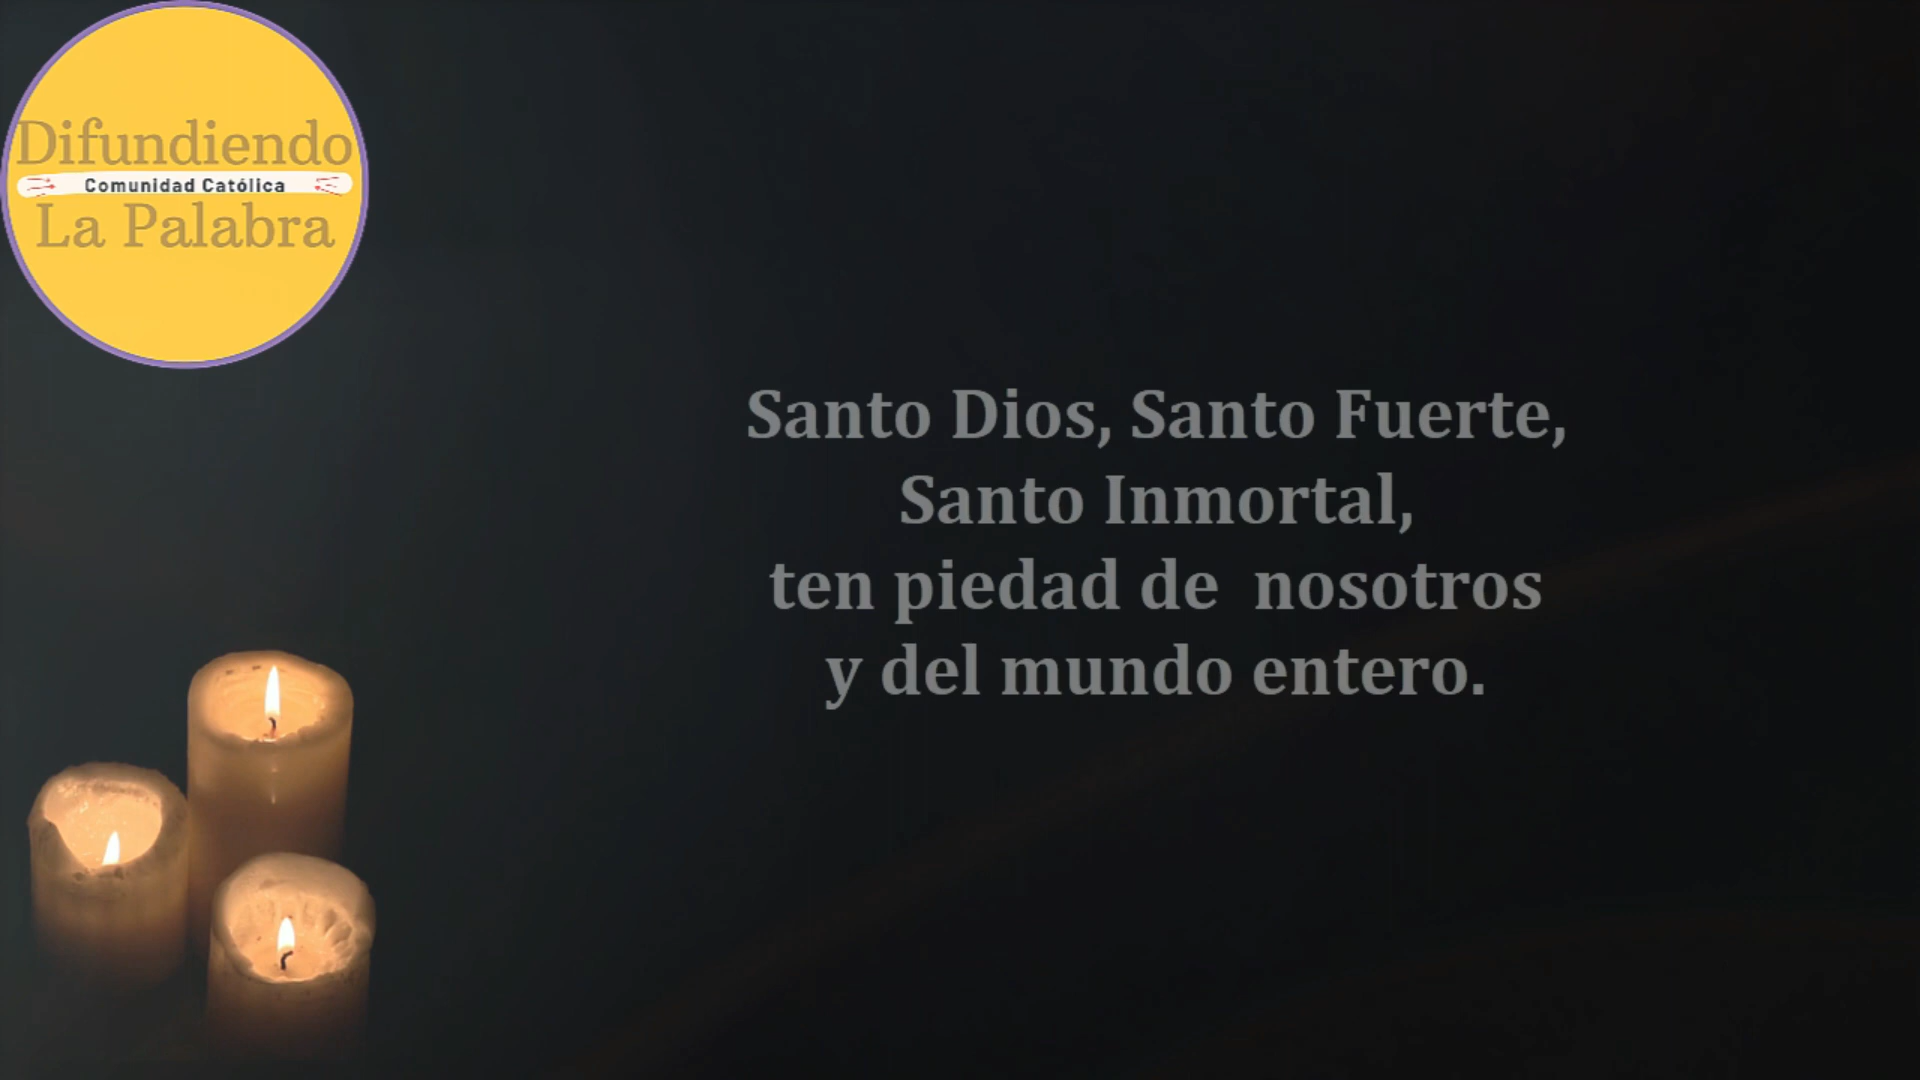 Difundiendo
Comunidad Católica
La Palabra
Santo Dios, Santo Fuerte,
Santo Inmortal,
ten piedad de  nosotros
y del mundo entero.